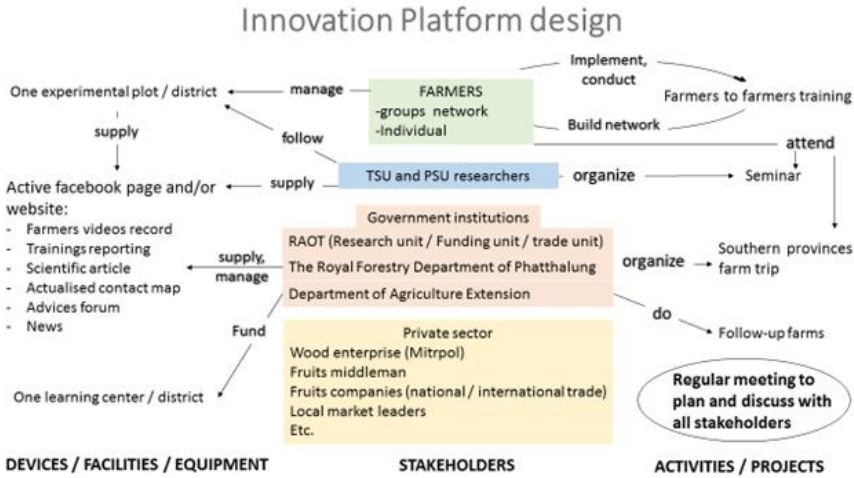 Innovation Platform design
Implement,
conduct
One experimental plot / district
manage
FARMERS
-groups network
-Individual
Farmers to farmers training
supply
follow
Build network
attend
Active facebook page and/or
website:
- Farmers videos record
- Trainings reporting
- Scientific article
- Actualised contact map
- Advices forum
- News
supply
TSU and PSU researchers
organize
Seminar
Government institutions
RAOT (Research unit / Funding unit / trade unit)
The Royal Forestry Department of Phatthalung
Department of Agriculture Extension
supply,
manage
organize
Southern provinces
farm trip
do
Follow-up farms
Fund
Private sector
Wood enterprise (Mitrpol)
Fruits middleman
Fruits companies (national / international trade)
Local market leaders
Etc.
One learning center / district
Regular meeting to
plan and discuss with
all stakeholders
DEVICES / FACILITIES / EQUIPMENT
STAKEHOLDERS
ACTIVITIES / PROJECTS